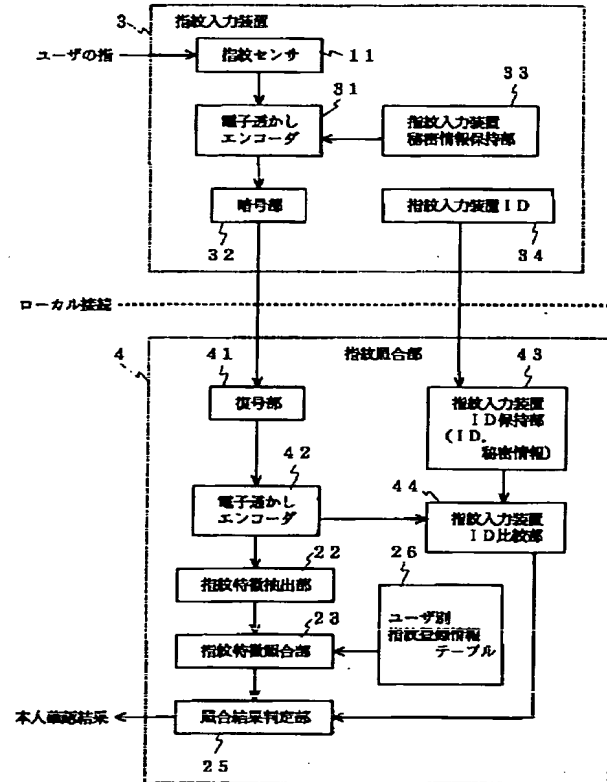 3
指紋入力装置
ユーザの指
指紋センサ
11
31
33
電子透かし
エンコーダ
指紋入力装置
秘密情報保持部
暗号部
指紋入力装置ID
32
34
ローカル接続
4
指紋照合部
41
43
復号部
指紋入力装置
ID保持部
(ID.
秘密情報)
42
44
電子透かし
エンコーダ
指紋入力装置
ID比較部
22
26
指紋特徴抽出部
ユーザ別
指紋登録情報
テーブル
23
指紋特徴照合部
本人確認結果
照合結果判定部
25